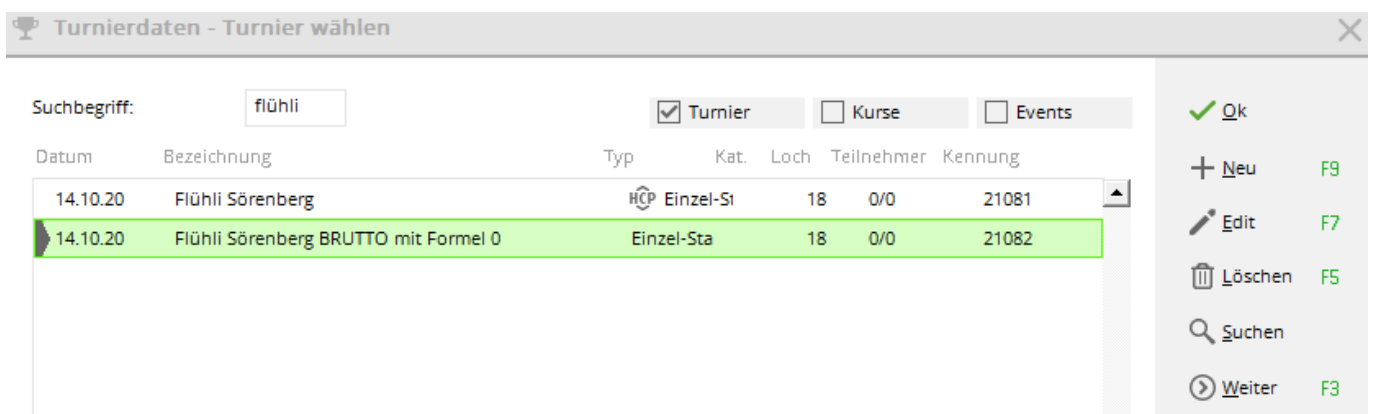 Turnierdaten - Turnier wählen
Suchbegriff: flühli Turnier Kurse Events
Datum Bezeichnung Typ Kat. Loch Teilnehmer Kennung
14.10.20 Flühli Sörenberg HCP Einzel-St 18 0/0 21081
14.10.20 Flühli Sörenberg BRUTTO mit Formel 0 Einzel-Sta 18 0/0 21082
Ok
Neu F9
Edit F7
Löschen F5
Suchen
Weiter F3